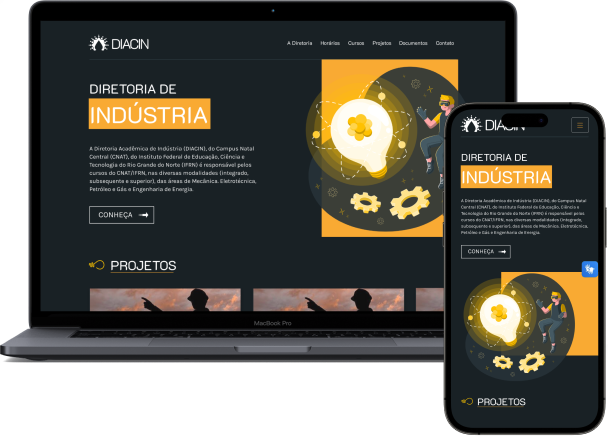 DIACIN
A Diretoria Horários Cursos Projetos Documentos Contato
DIRETORIA DE
INDÚSTRIA
A Diretoria Acadêmica de Indústria (DIACIN), do Campus Natal
Central (CNAT), do Instituto Federal de Educação, Ciência e
Tecnologia do Rio Grande do Norte (IFRN) é responsável pelos
cursos do CNAT/IFRN, nas diversas modalidades (integrado,
subsequente e superior), das áreas de Mecânica. Eletrotécnica,
Petróleo e Gás e Engenharia de Energia.
CONHEÇA
PROJETOS
MacBook Pro
DIACIN
DIRETORIA DE
INDÚSTRIA
A Diretoria Acadêmica de Indústria (DIACIN), do Campus Natal
Central (CNAT), do Instituto Federal de Educação, Ciência e
Tecnologia do Rio Grande do Norte (IFRN) é responsável pelos
cursos do CNAT/IFRN, nas diversas modalidades (integrado,
subsequente e superior), das áreas de Mecânica. Eletrotécnica,
Petróleo e Gás e Engenharia de Energia.
CONHEÇA
PROJETOS